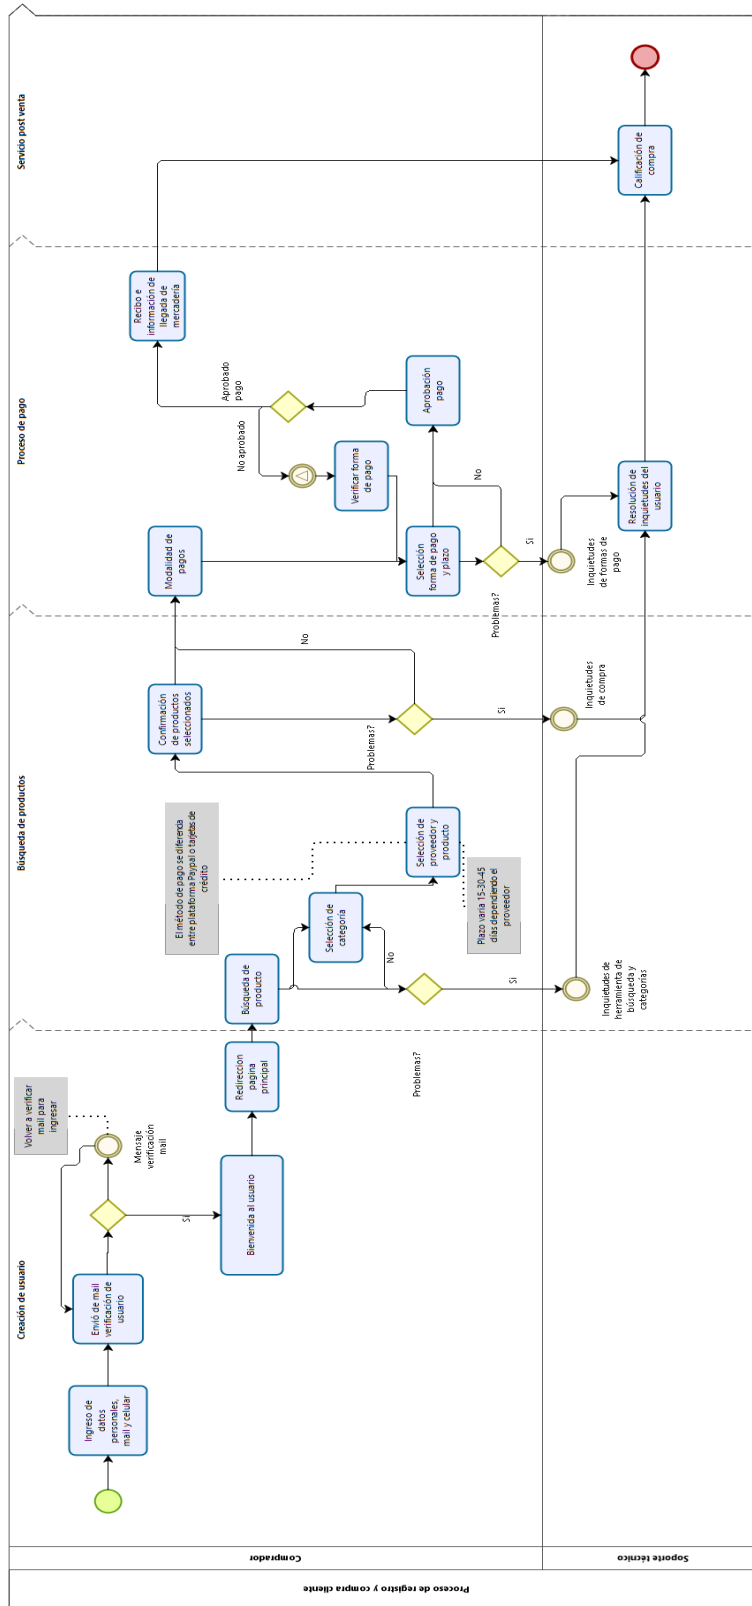 Proceso de registro y compra cliente
Comprador
Soporte técnico
Creación de usuario
Búsqueda de productos
Proceso de pago
Servicio post venta
Ingreso de
datos
personales,
mail y celular
Envió de mail
verificación de
usuario
Volver a verificar
mail para
ingresar
Mensaje
verificación
mail
Si
Bienvenida al usuario
Redireccion
pagina
principal
Búsqueda de
producto
Problemas?
No
Si
Inquietudes de
herramienta de
búsqueda y
categorías
Selección de
categoría
El método de pago se diferencia
entre plataforma Paypal o tarjetas de
crédito
Selección de
proveedor y
producto
Plazo varia 15-30-45
días dependiendo el
proveedor
Confirmación
de productos
seleccionados
Problemas?
No
Si
Inquietudes
de compra
Modalidad de
pagos
Selección
forma de pago
y plazo
Problemas?
No
Si
Inquietudes
de formas de
pago
Verificar forma
de pago
No aprobado
Aprobación
pago
Aprobado
pago
Recibo e
información de
llegada de
mercadería
Resolución de
inquietudes del
usuario
Calificación de
compra